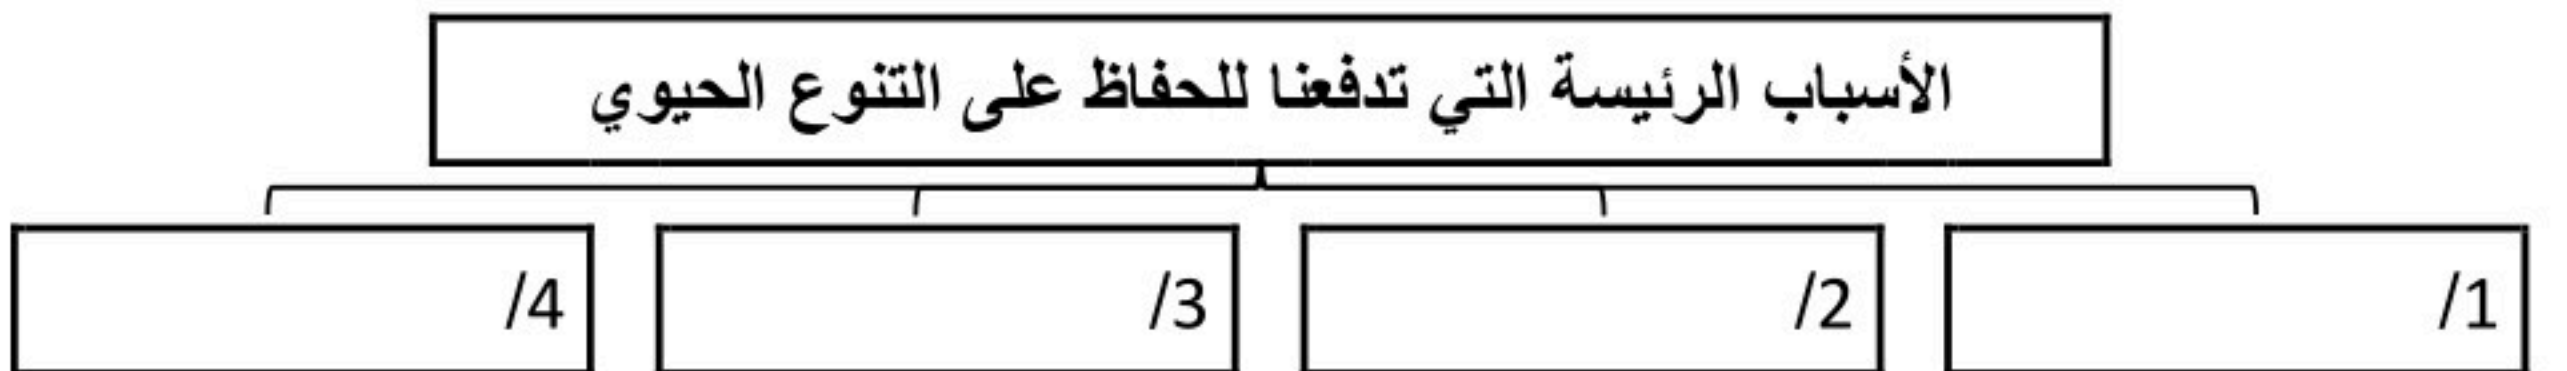 الأسباب الرئيسة التي تدفعنا للحفاظ على التنوع الحيوي
/1
/2
/3
/4